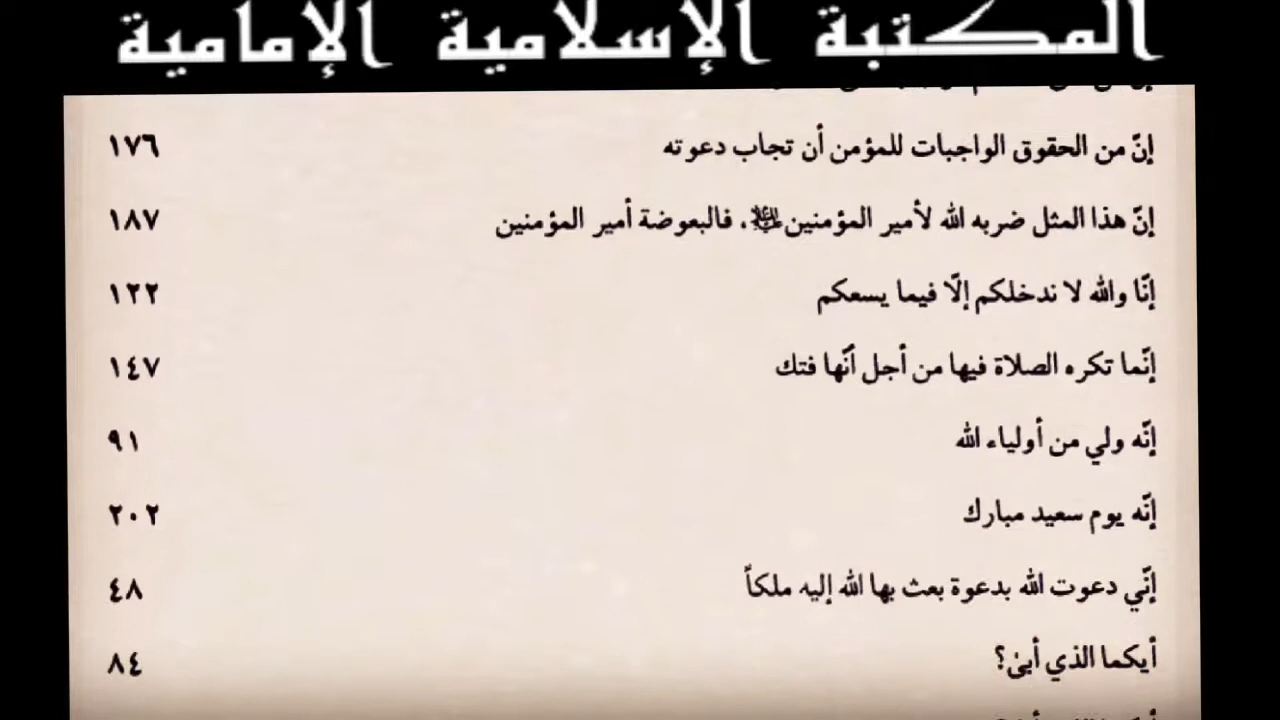 المكتبة الإسلامية الإمامية
إنّ من الحقوق الواجبات للمؤمن أن تجاب دعوته ١٧٦
إنّ هذا المثل ضربه الله لأمير المؤمنين ﵇، فالبعوضة أمير المؤمنين ١٨٧
إنّا والله لا ندخلكم إلّا فيما يسعكم ١٢٢
إنّما تكره الصلاة فيها من أجل أنّها فتك ١٤٧
إنّه ولي من أولياء الله ٩١
إنّه يوم سعيد مبارك ٢٠٢
إنّي دعوت الله بدعوة بعث بها الله إليه ملكاً ٤٨
أيكما الذي أبىٰ؟ ٨٤